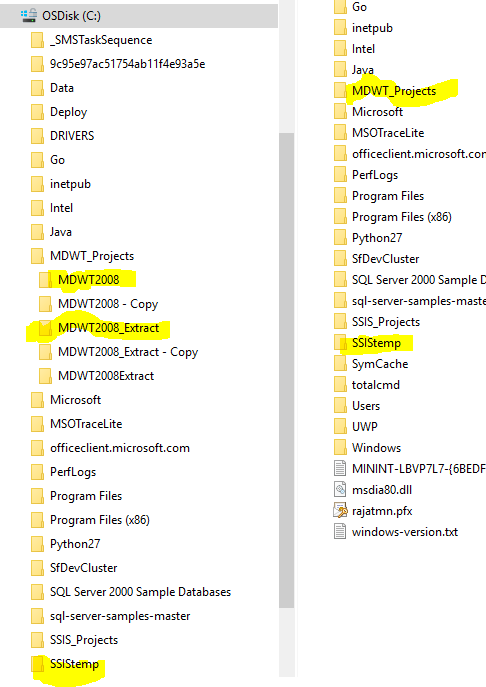 OSDisk (C:)
_SMSTaskSequence
9c95e97ac51754ab11f4e93a5e
Data
Deploy
DRIVERS
Go
inetpub
Intel
Java
MDWT_Projects
MDWT2008
MDWT2008 - Copy
MDWT2008_Extract
MDWT2008_Extract - Copy
MDWT2008Extract
Microsoft
MSOTraceLite
officeclient.microsoft.com
PerfLogs
Program Files
Program Files (x86)
Python27
SfDevCluster
SQL Server 2000 Sample Databases
sql-server-samples-master
SSIS_Projects
SSIStemp
Go
inetpub
Intel
Java
MDWT_Projects
Microsoft
MSOTraceLite
officeclient.microsoft.com
PerfLogs
Program Files
Program Files (x86)
Python27
SfDevCluster
SQL Server 2000 Sample D
sql-server-samples-maste
SSIS_Projects
SSIStemp
SymCache
totalcmd
Users
UWP
Windows
MININT-LBVP7L7-{6BEDF
msdia80.dll
rajatmn.pfx
windows-version.txt